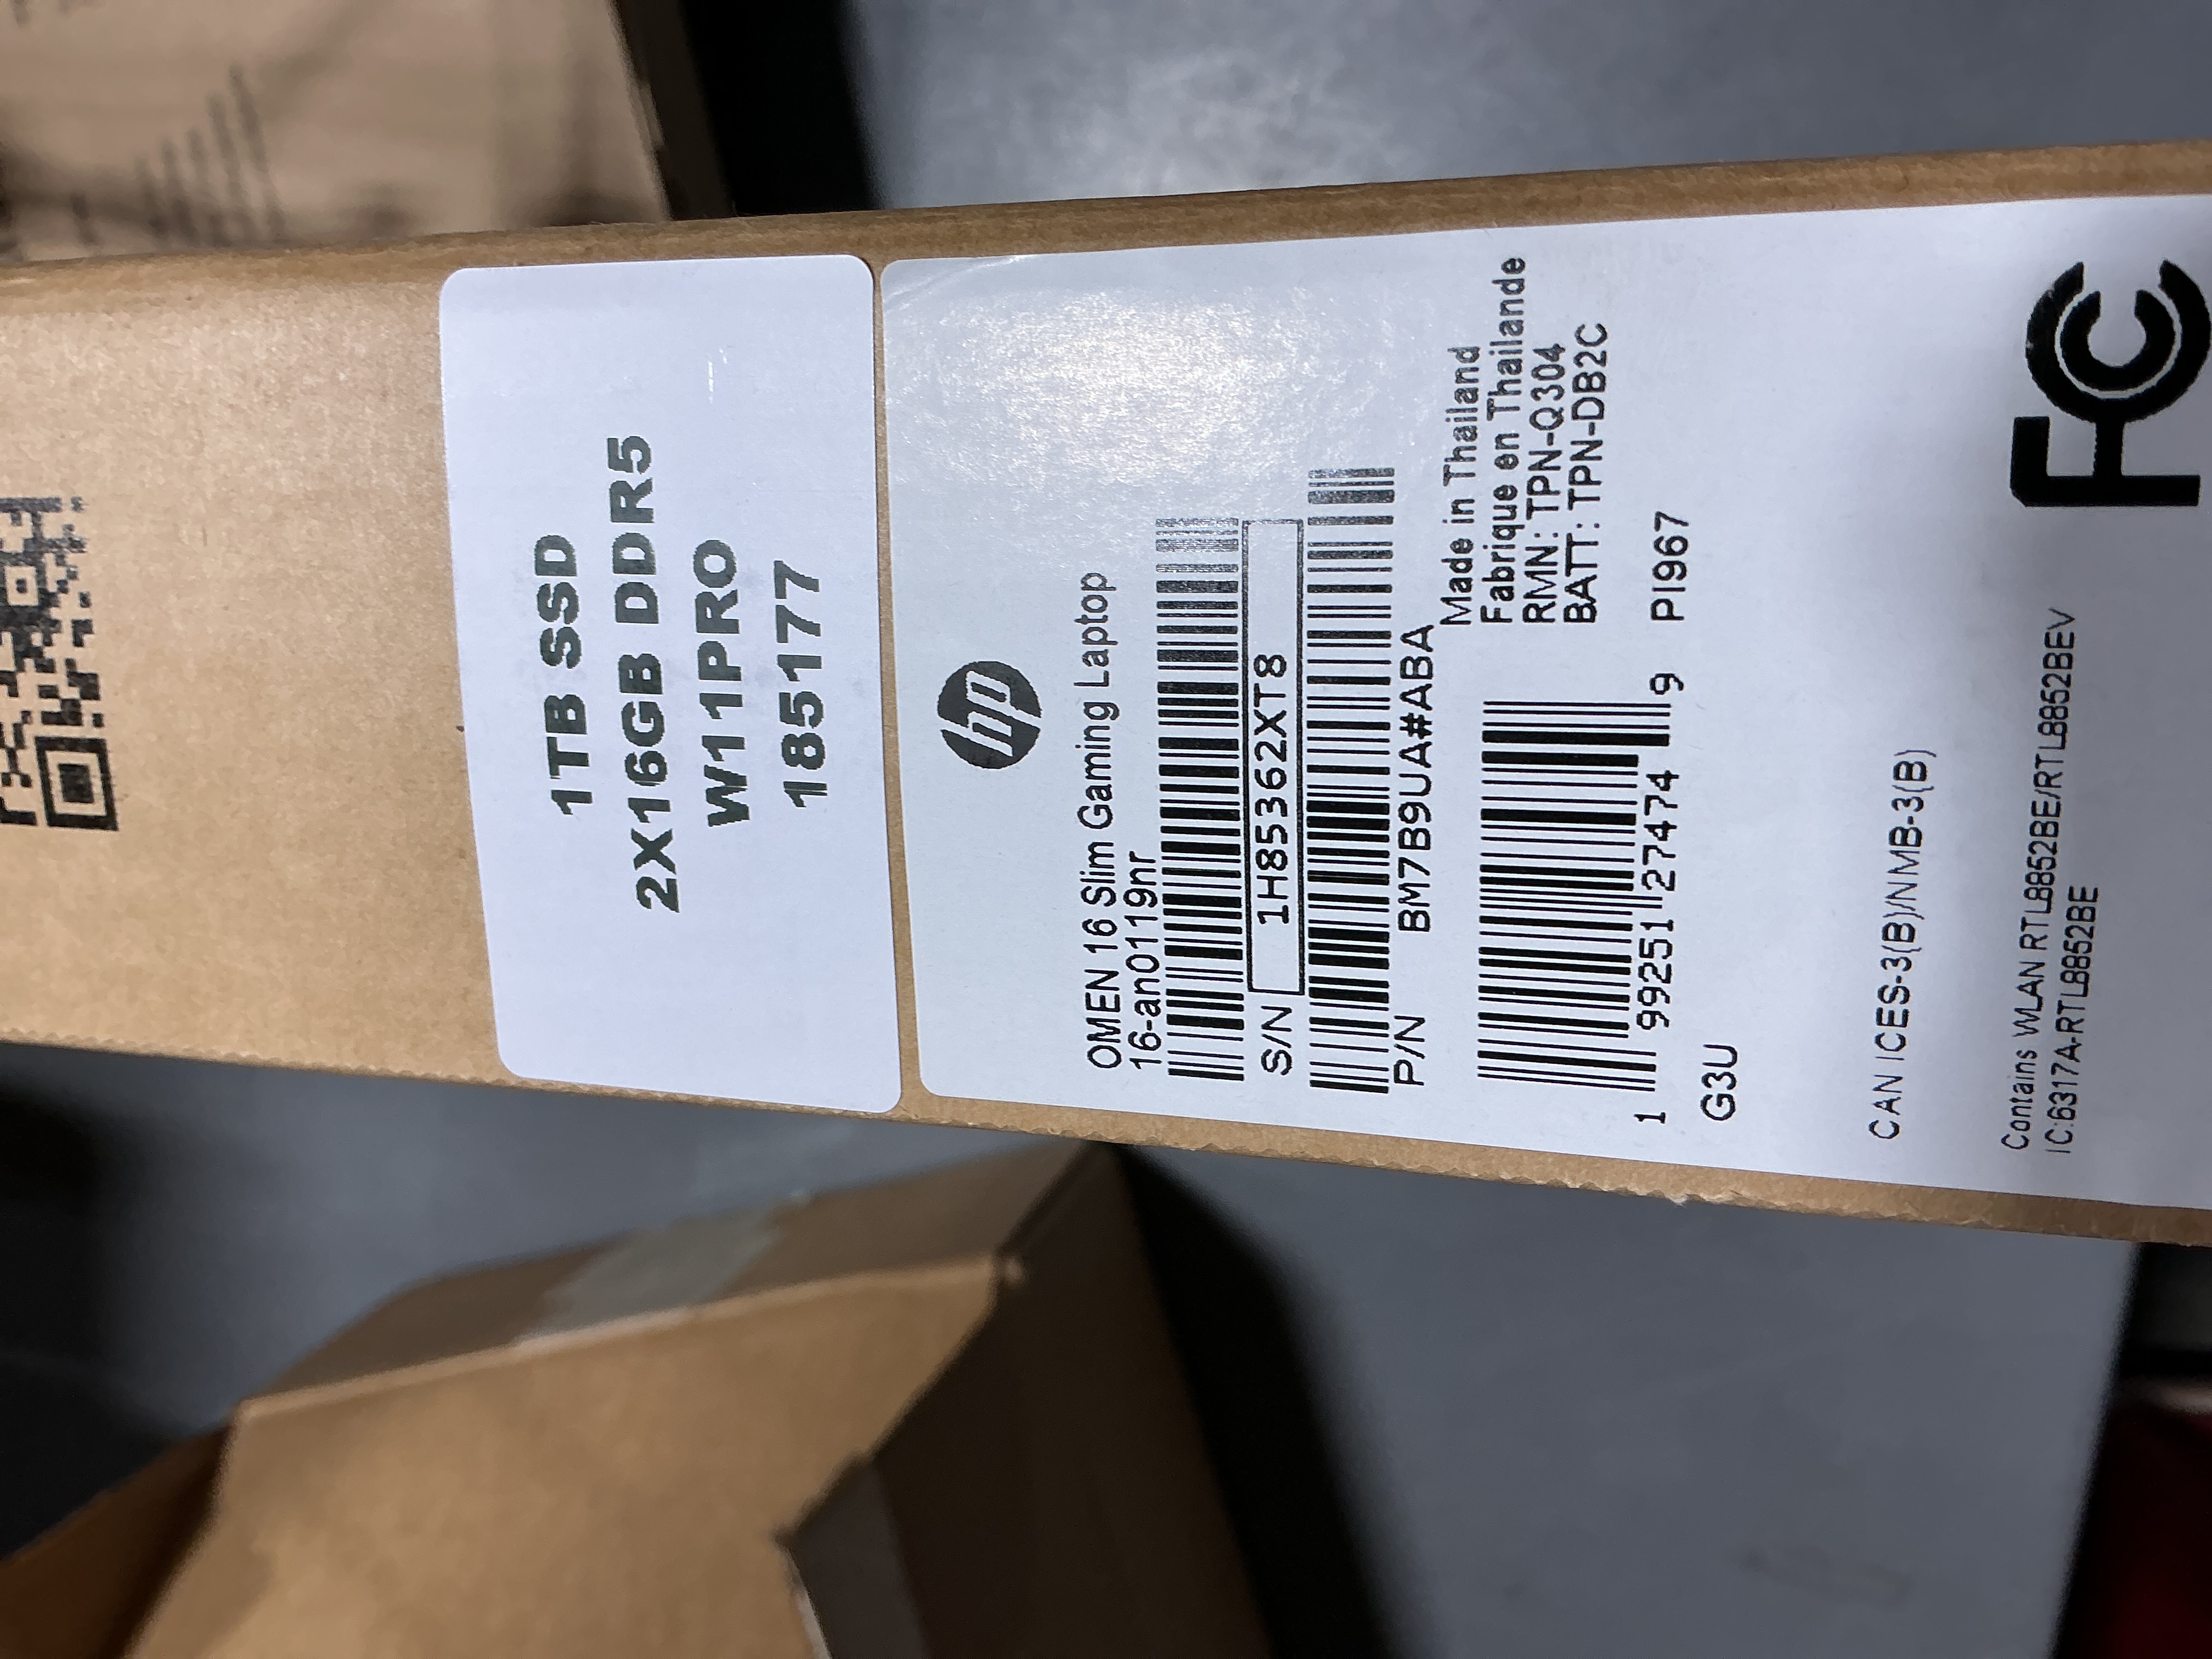 1TB SSD
2X16GB DDR5
W11PRO
185177
hp
OMEN 16 Slim Gaming Laptop
16-an0119nr
S/N 1H85362XT8
P/N BM7B9UA#ABA
Made in Thailand
Fabrique en Thailande
RMN: TPN-Q304
BATT: TPN-DB2C
1 99251 27474 9 PI967
G3U
CAN ICES-3(B)/NMB-3(B)
Contains WLAN RTL8852BE/RTL8852BEV
IC:6317A-RTL8852BE
FC